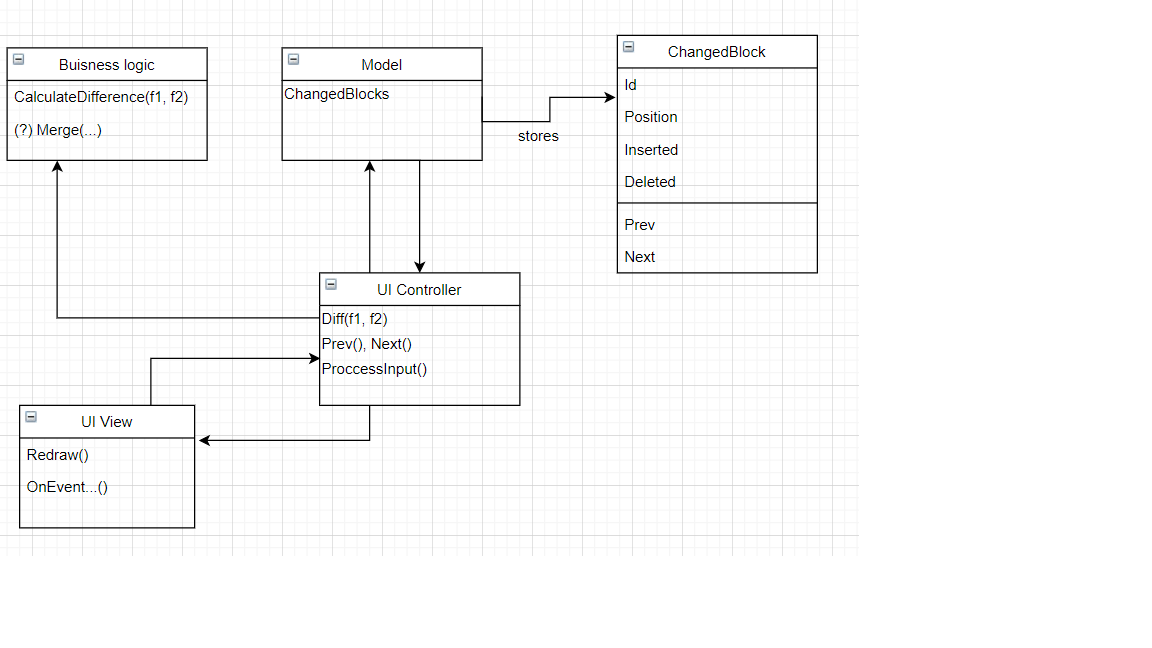 Buisness logic
CalculateDifference(f1, f2)
(?) Merge(...)
Model
ChangedBlocks
stores
ChangedBlock
Id
Position
Inserted
Deleted
Prev
Next
UI Controller
Diff(f1, f2)
Prev(), Next()
ProccessInput()
UI View
Redraw()
OnEvent...()